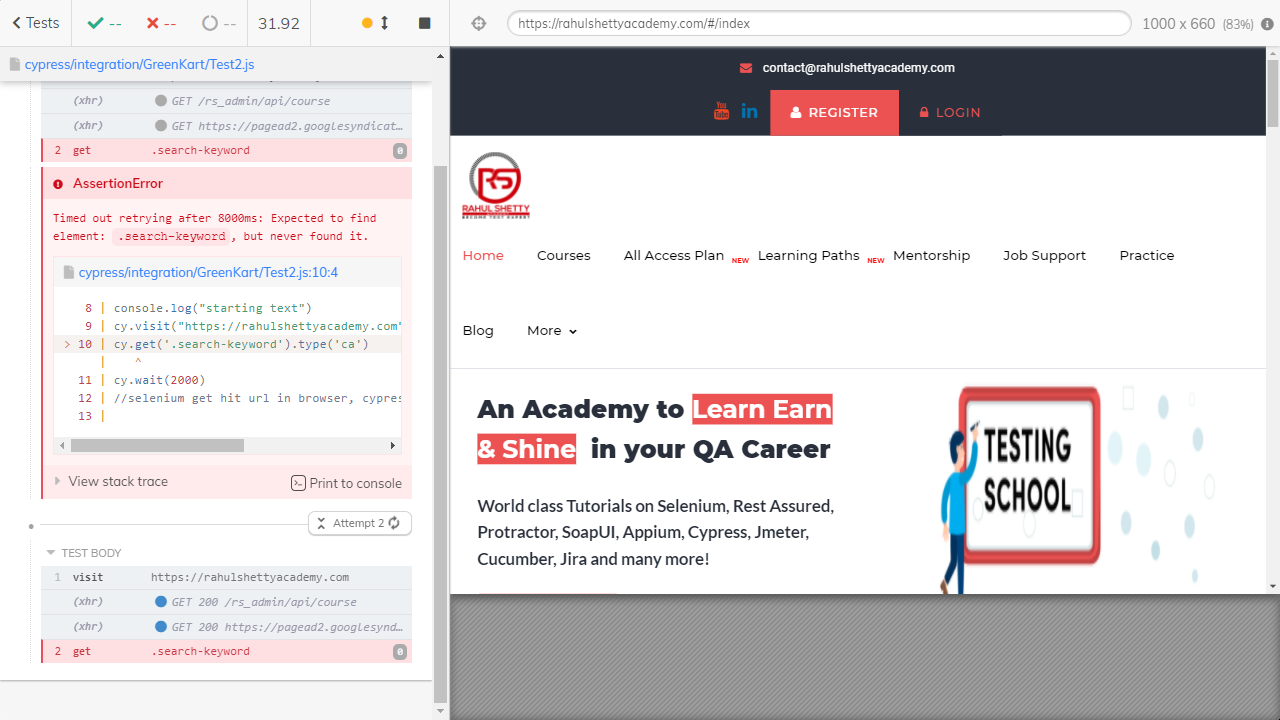 Tests
--
--
--
31.92
https://rahulshettyacademy.com/#/index
1000 x 660 (83%)
cypress/integration/GreenKart/Test2.js
(xhr) GET /rs_admin/api/course
(xhr) GET https://pagead2.googlesyndicat…
2 get .search-keyword 0
AssertionError
Timed out retrying after 8000ms: Expected to find
element: .search-keyword, but never found it.
cypress/integration/GreenKart/Test2.js:10:4
8 | console.log("starting text")
9 | cy.visit("https://rahulshettyacademy.com"
> 10 | cy.get('.search-keyword').type('ca')
| ^
11 | cy.wait(2000)
12 | //selenium get hit url in browser, cypres
13 |
View stack trace
Print to console
Attempt 2
TEST BODY
1 visit https://rahulshettyacademy.com
(xhr) GET 200 /rs_admin/api/course
(xhr) GET 200 https://pagead2.googlesynd…
2 get .search-keyword 0
contact@rahulshettyacademy.com
You Tube
in
REGISTER
LOGIN
RS
RAHUL SHETTY
Home
Courses
All Access Plan NEW
Learning Paths NEW
Mentorship
Job Support
Practice
Blog
More
An Academy to Learn Earn
& Shine in your QA Career
World class Tutorials on Selenium, Rest Assured,
Protractor, SoapUI, Appium, Cypress, Jmeter,
Cucumber, Jira and many more!
TESTING
SCHOOL